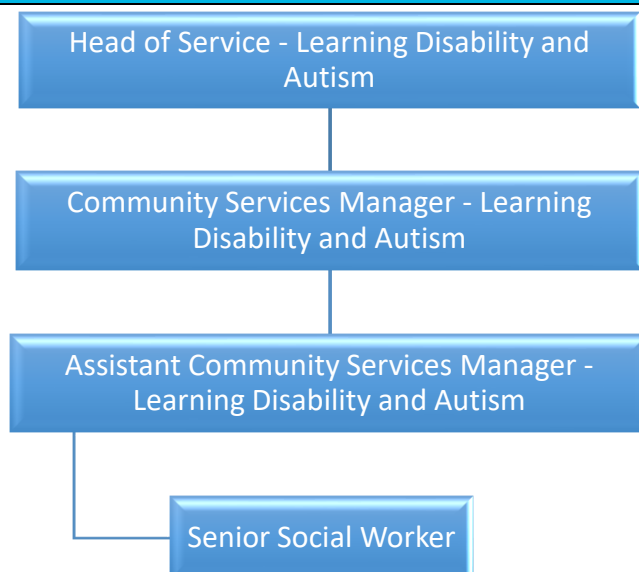 Head of Service - Learning Disability and
Autism
Community Services Manager - Learning
Disability and Autism
Assistant Community Services Manager -
Learning Disability and Autism
Senior Social Worker